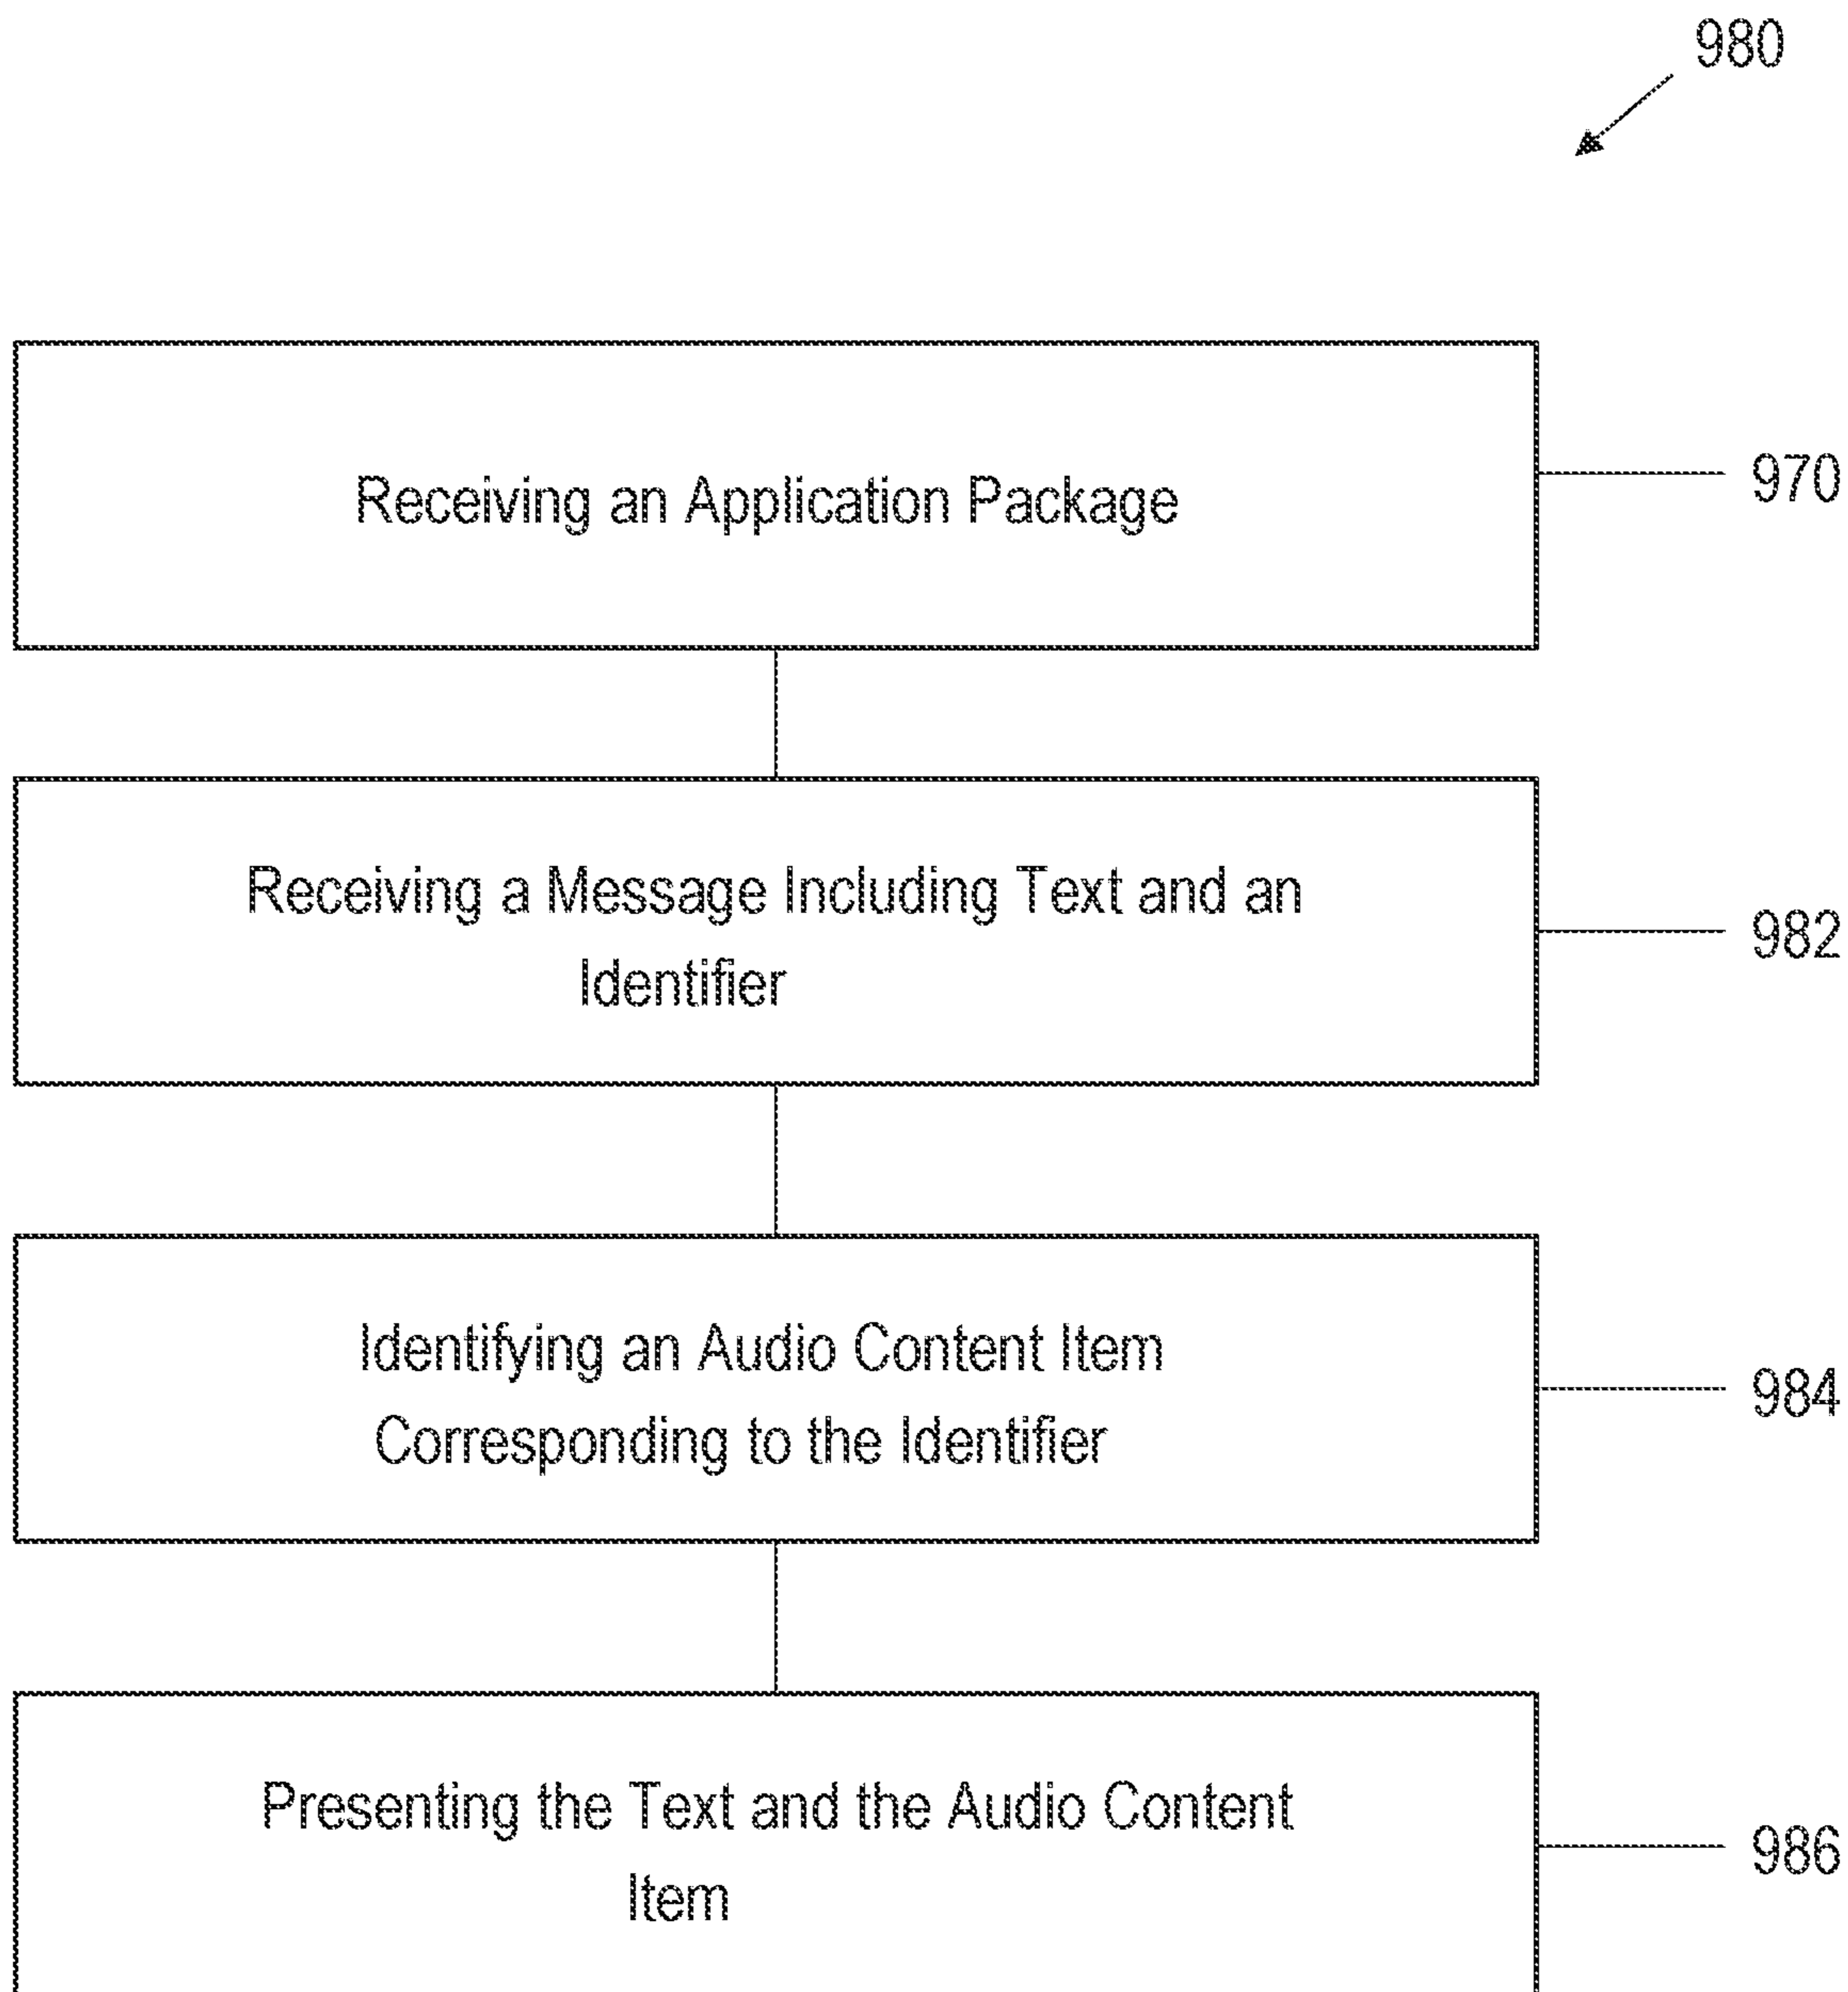 980
Receiving an Application Package
970
Receiving a Message Including Text and an
Identifier
982
Identifying an Audio Content Item
Corresponding to the Identifier
984
Presenting the Text and the Audio Content
Item
986